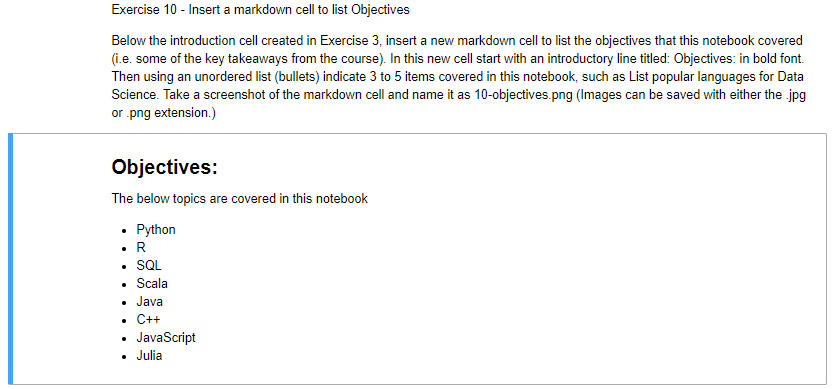 Exercise 10 - Insert a markdown cell to list Objectives
Below the introduction cell created in Exercise 3, insert a new markdown cell to list the objectives that this notebook covered
(i.e. some of the key takeaways from the course). In this new cell start with an introductory line titled: Objectives: in bold font.
Then using an unordered list (bullets) indicate 3 to 5 items covered in this notebook, such as List popular languages for Data
Science. Take a screenshot of the markdown cell and name it as 10-objectives.png (Images can be saved with either the .jpg
or .png extension.)
Objectives:
The below topics are covered in this notebook
• Python
• R
• SQL
• Scala
• Java
• C++
• JavaScript
• Julia